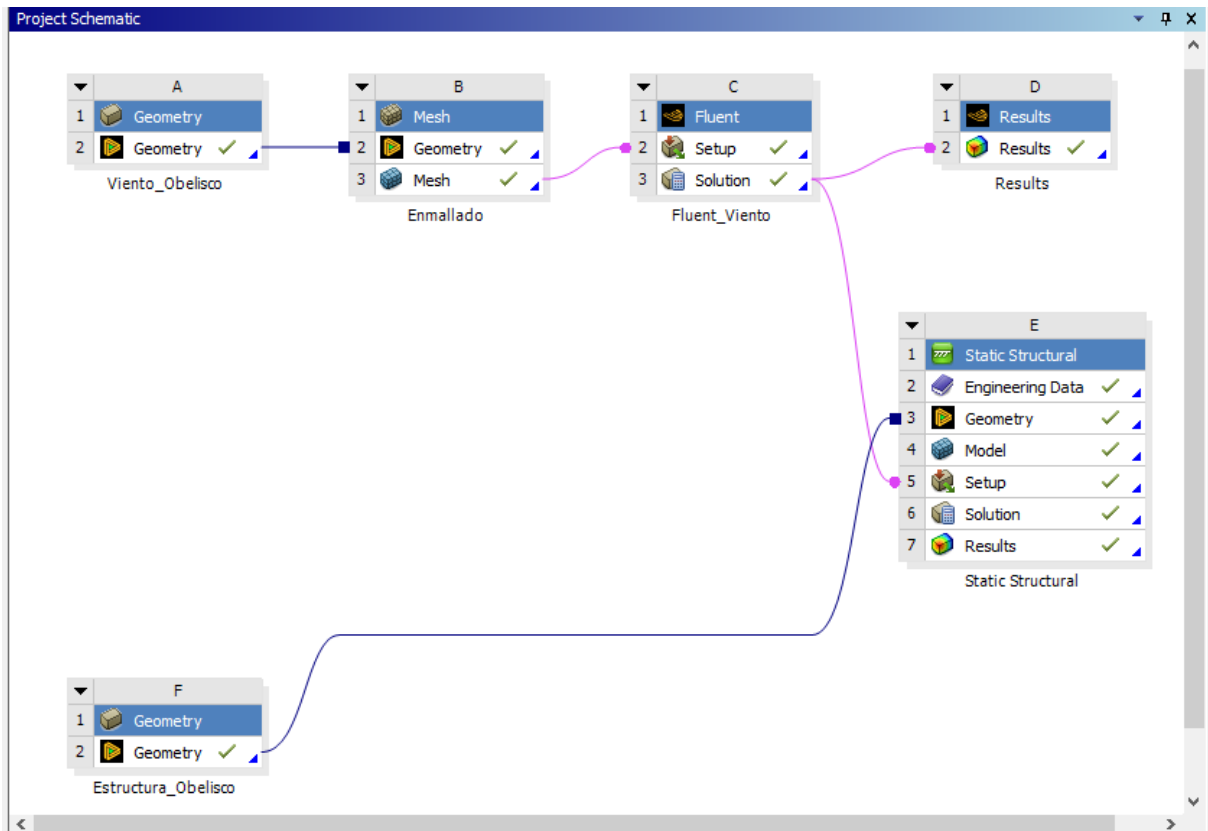 Project Schematic
A
1 Geometry
2 Geometry
Viento_Obelisco
B
1 Mesh
2 Geometry
3 Mesh
Enmallado
C
1 Fluent
2 Setup
3 Solution
Fluent_Viento
D
1 Results
2 Results
Results
E
1 Static Structural
2 Engineering Data
3 Geometry
4 Model
5 Setup
6 Solution
7 Results
Static Structural
F
1 Geometry
2 Geometry
Estructura_Obelisco